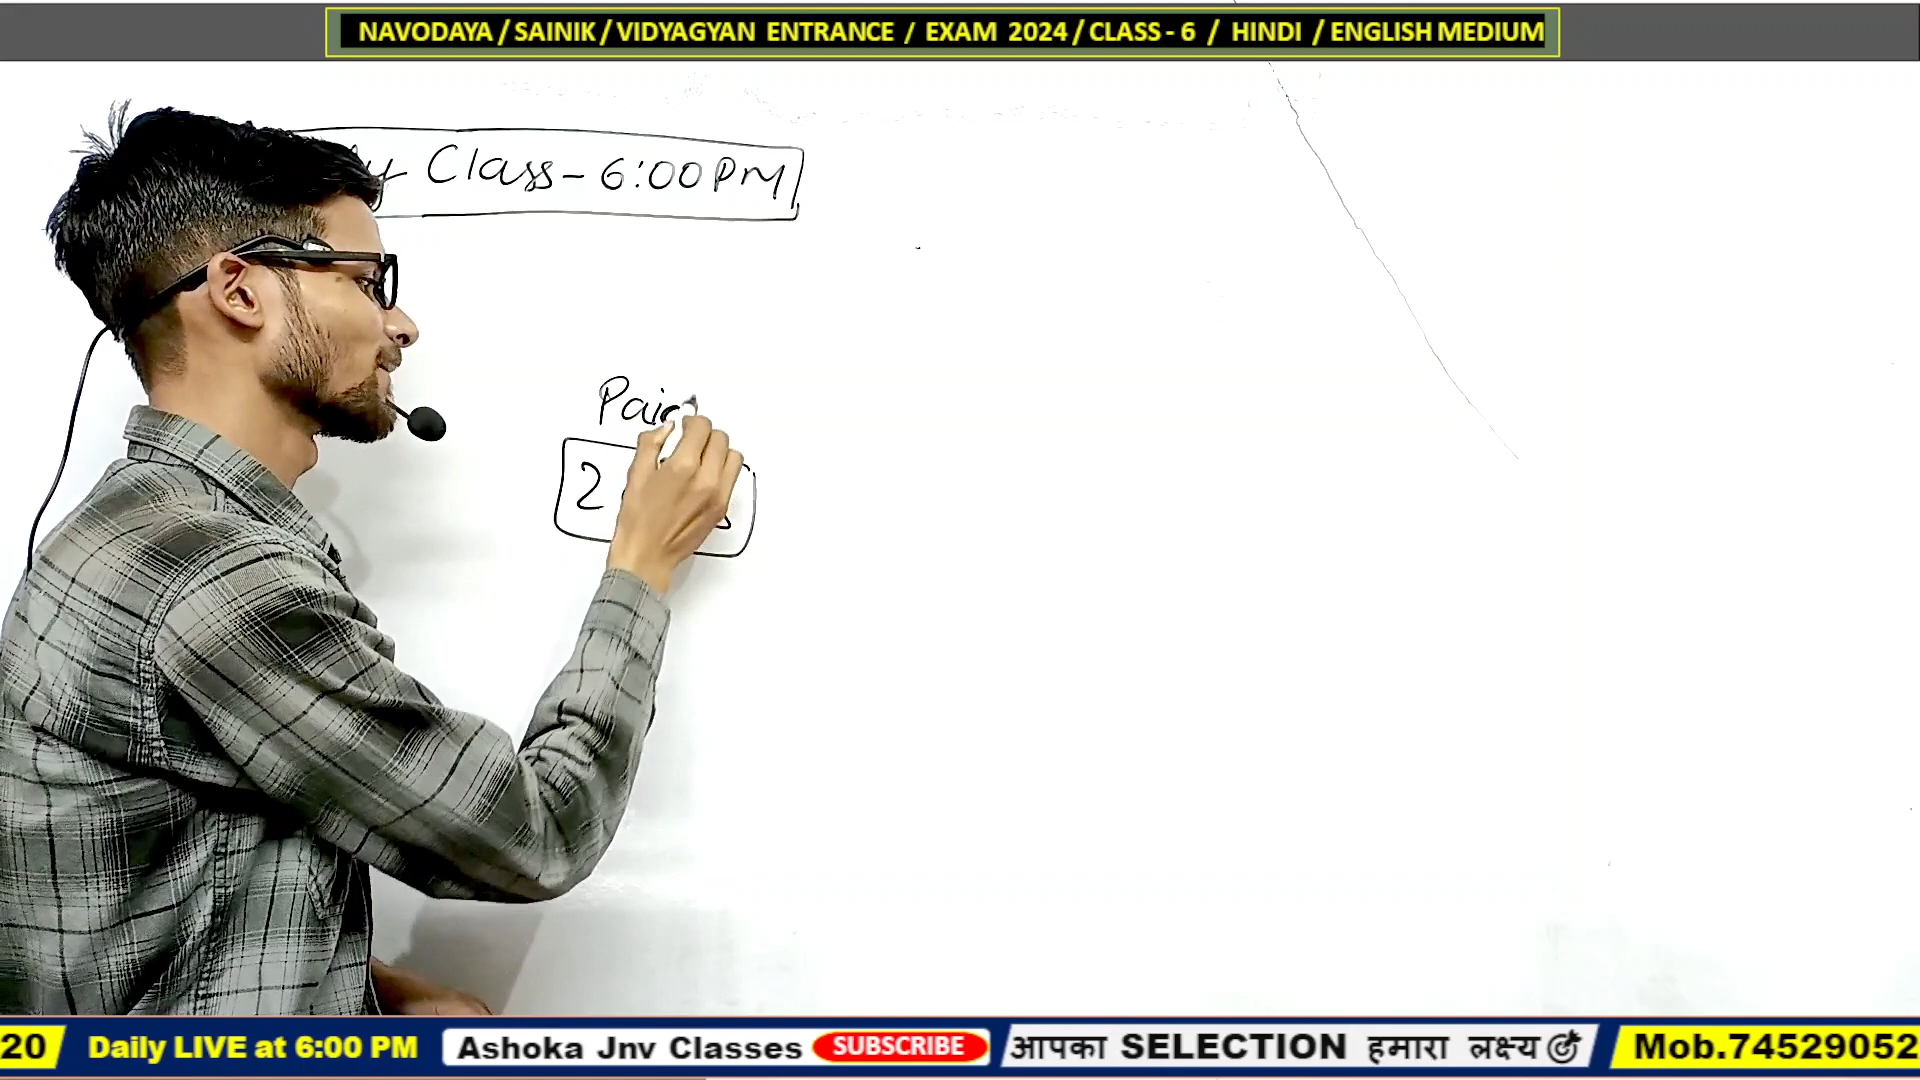 NAVODAYA / SAINIK / VIDYAGYAN ENTRANCE / EXAM 2024 / CLASS - 6 / HINDI / ENGLISH MEDIUM
Class - 6:00 PM
2
20 Daily LIVE at 6:00 PM Ashoka Jnv Classes SUBSCRIBE आपका SELECTION हमारा लक्ष्य Mob.74529052